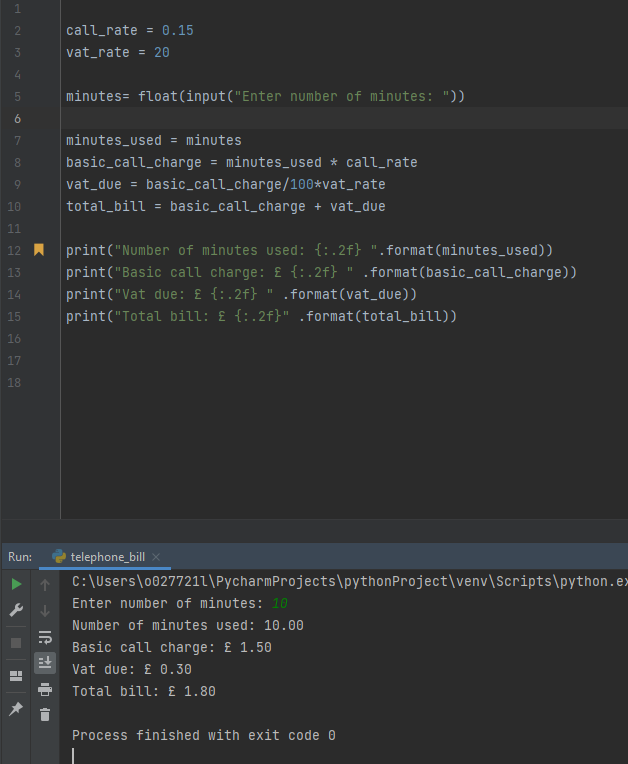 1
2 call_rate = 0.15
3 vat_rate = 20
4
5 minutes= float(input("Enter number of minutes: "))
6
7 minutes_used = minutes
8 basic_call_charge = minutes_used * call_rate
9 vat_due = basic_call_charge/100*vat_rate
10 total_bill = basic_call_charge + vat_due
11
12 print("Number of minutes used: {:.2f} ".format(minutes_used))
13 print("Basic call charge: £ {:.2f} " .format(basic_call_charge))
14 print("Vat due: £ {:.2f} " .format(vat_due))
15 print("Total bill: £ {:.2f}" .format(total_bill))
16
17
18
Run: telephone_bill
C:\Users\o027721l\PycharmProjects\pythonProject\venv\Scripts\python.ex
Enter number of minutes: 10
Number of minutes used: 10.00
Basic call charge: £ 1.50
Vat due: £ 0.30
Total bill: £ 1.80
Process finished with exit code 0